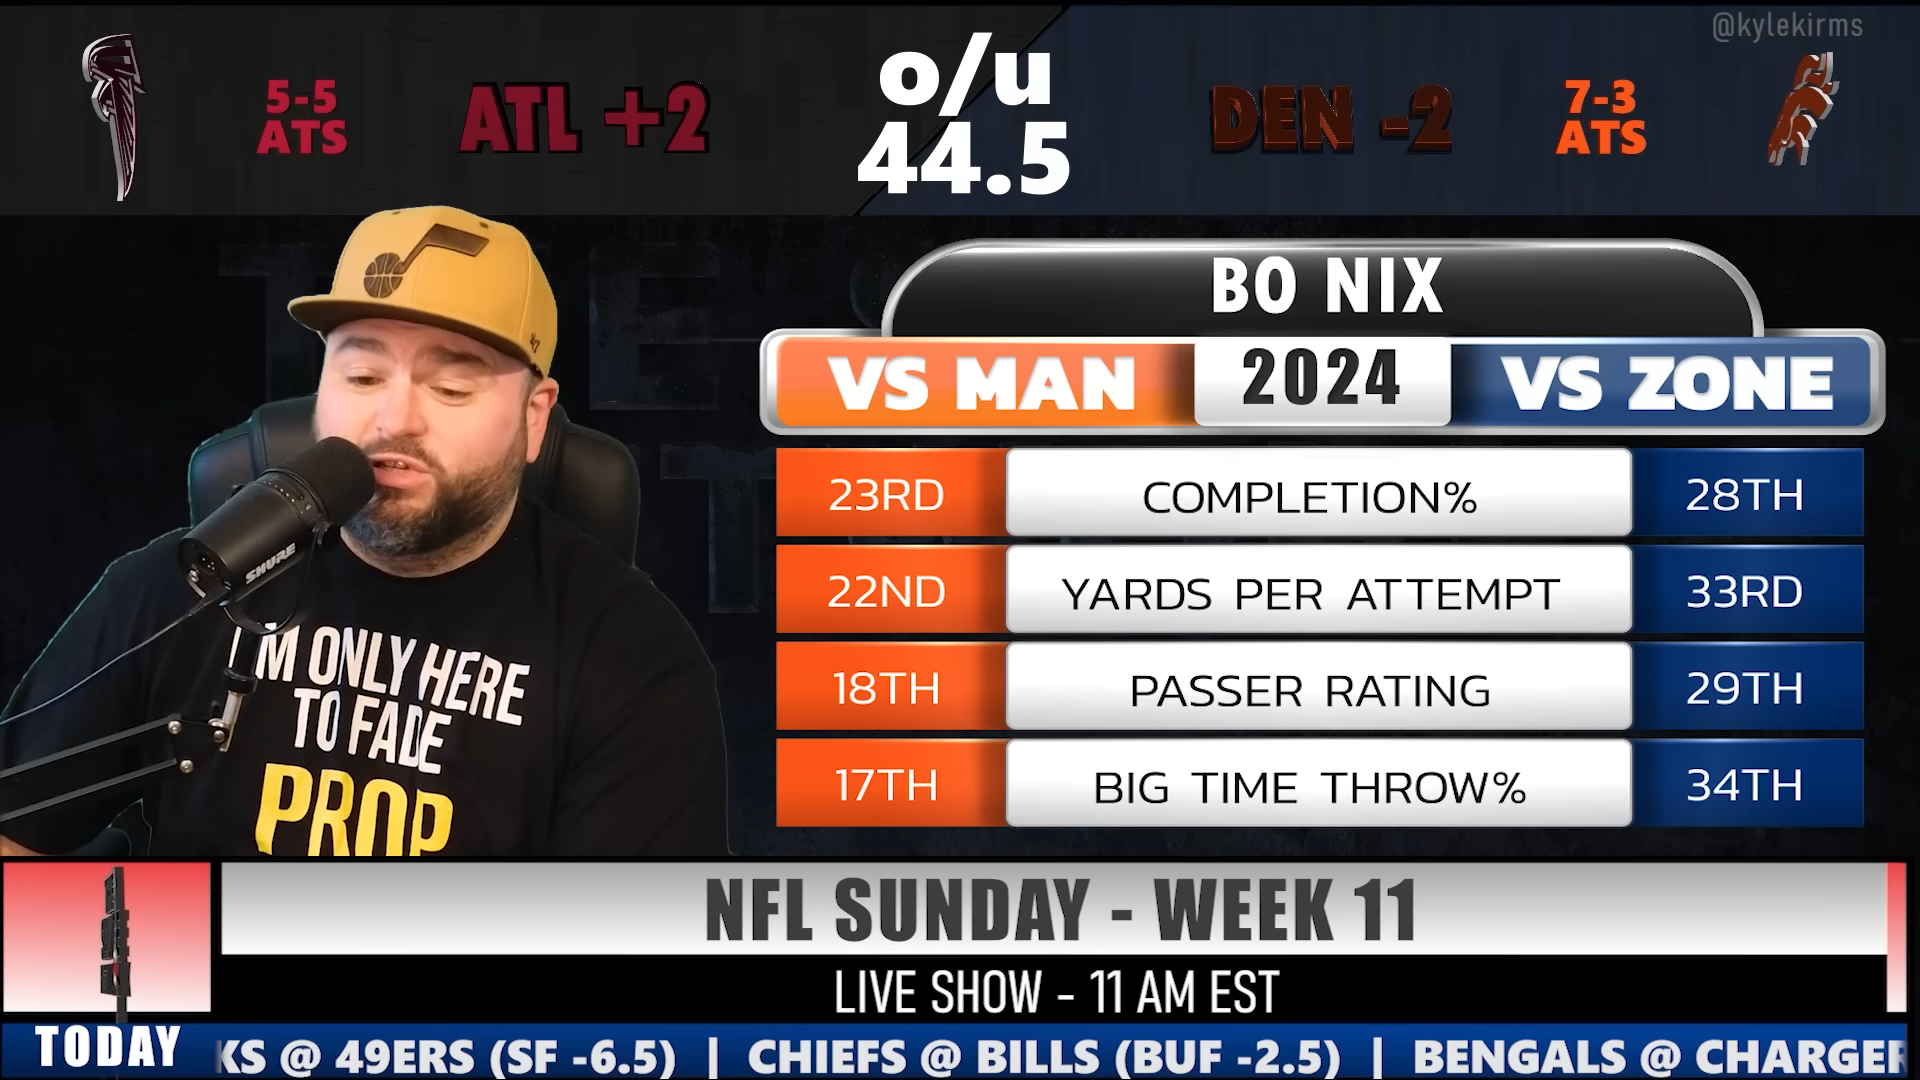 @kylekirms
5-5
ATS
ATL +2
o/u
44.5
DEN -2
7-3
ATS
BO NIX
VS MAN
2024
VS ZONE
23RD
COMPLETION%
28TH
22ND
YARDS PER ATTEMPT
33RD
18TH
PASSER RATING
29TH
17TH
BIG TIME THROW%
34TH
SHURE
I'M ONLY HERE
TO FADE
PROP
NFL SUNDAY - WEEK 11
LIVE SHOW - 11 AM EST
TODAY
KS @ 49ERS (SF -6.5) | CHIEFS @ BILLS (BUF -2.5) | BENGALS @ CHARGER